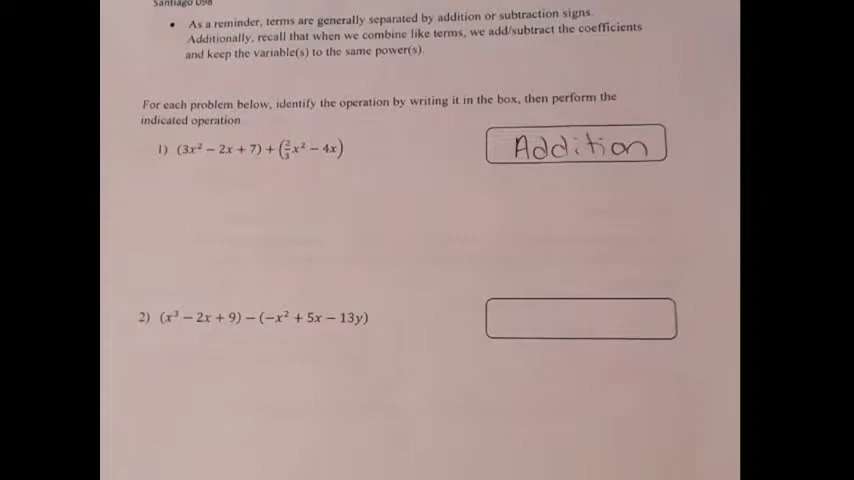 Santiago 098
• As a reminder, terms are generally separated by addition or subtraction signs.
Additionally, recall that when we combine like terms, we add/subtract the coefficients
and keep the variable(s) to the same power(s).
For each problem below, identify the operation by writing it in the box, then perform the
indicated operation
1) (3x² − 2x + 7) + (⅔x² − 4x)
Addition
2) (x³ − 2x + 9) − (−x² + 5x − 13y)